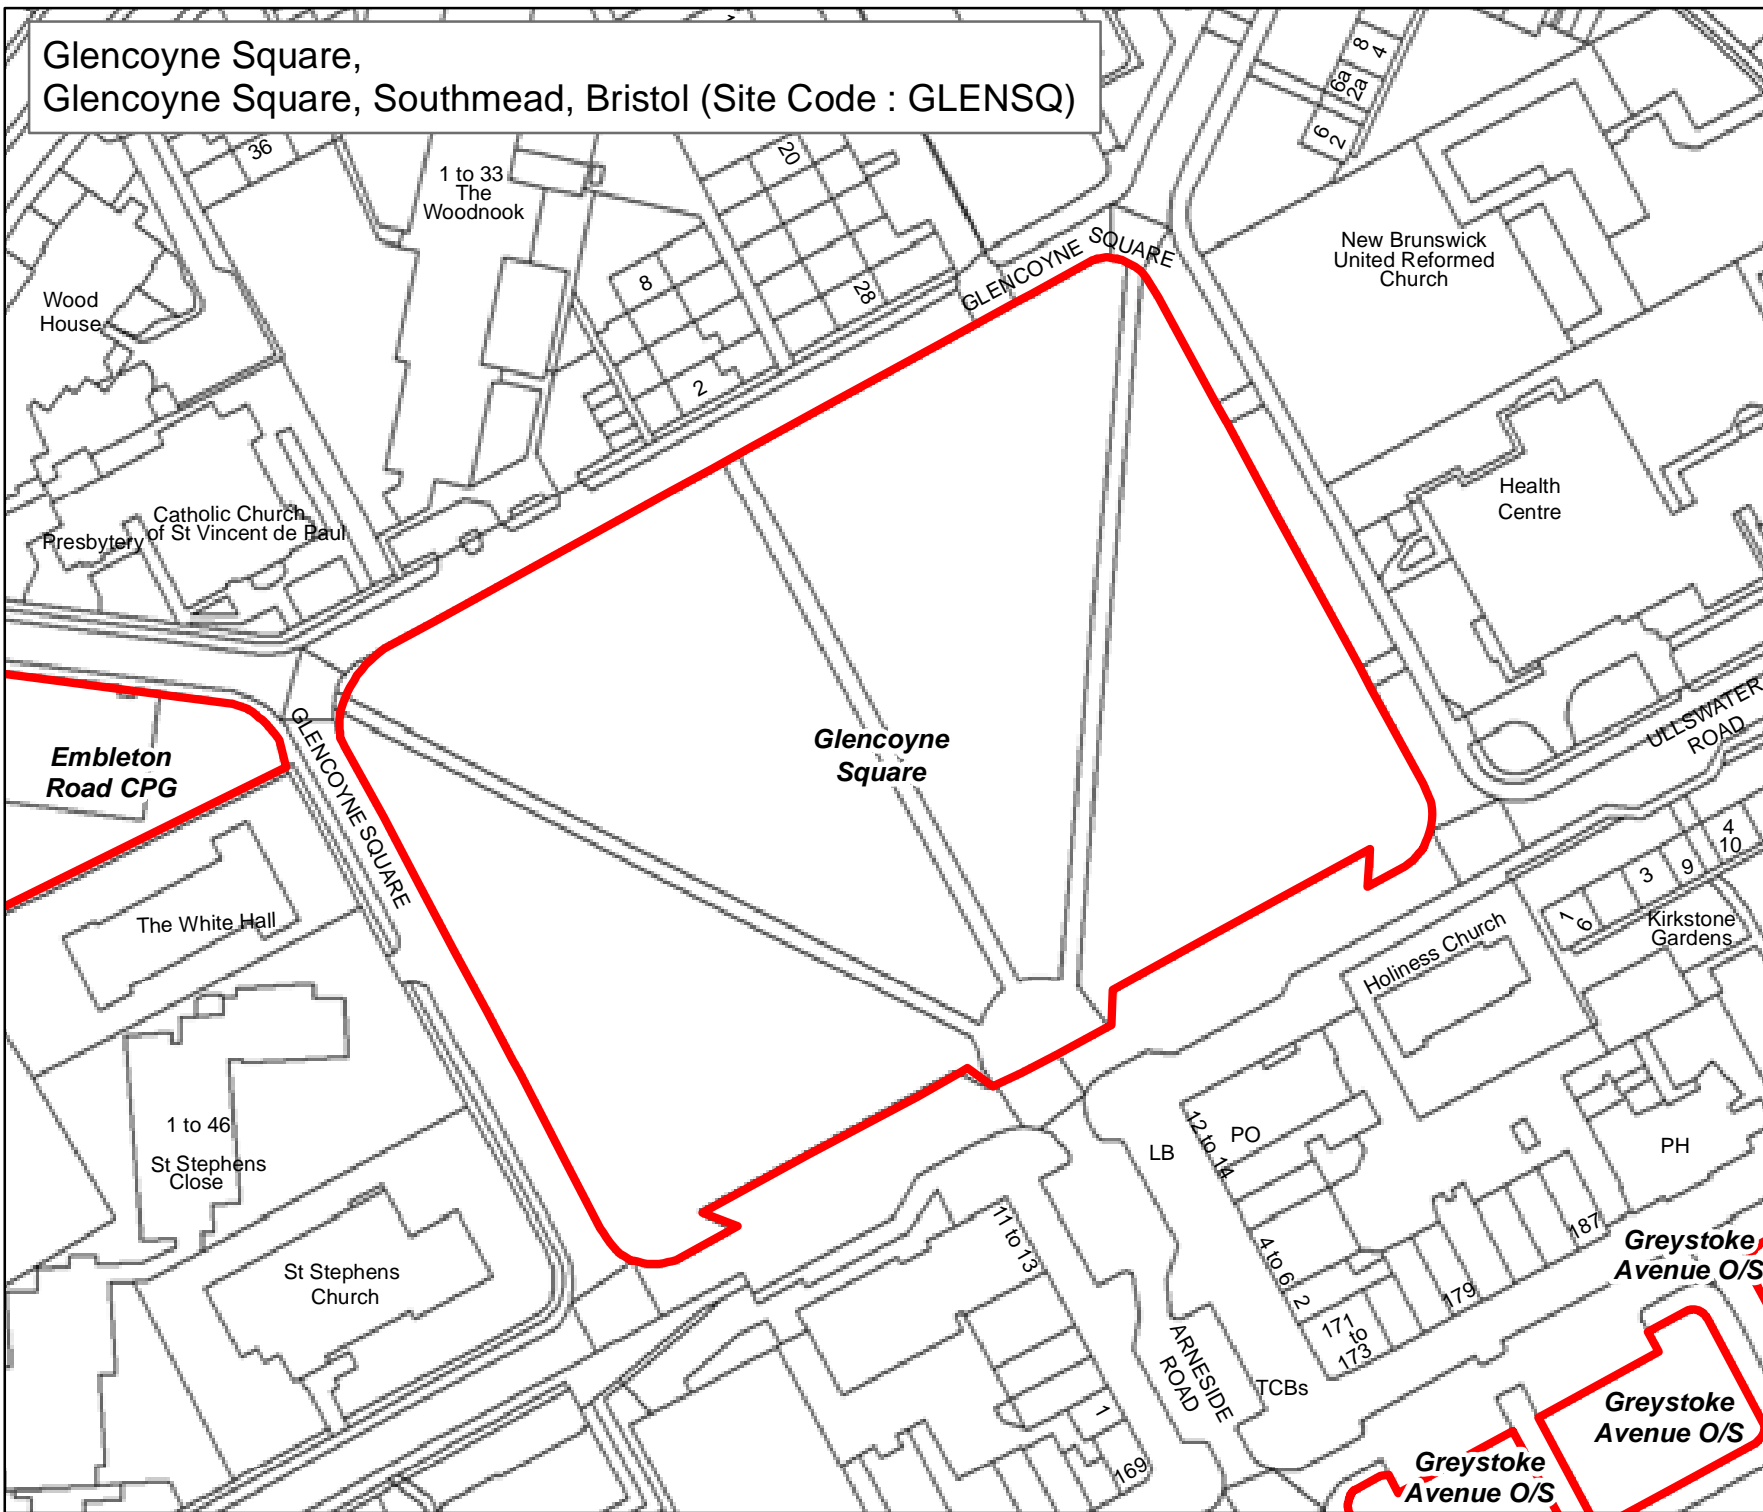 Glencoyne Square,
Glencoyne Square, Southmead, Bristol (Site Code : GLENSQ)
8
4
6a
2a
6
2
36
20
1 to 33
The
Woodnook
New Brunswick
United Reformed
Church
GLENCOYNE SQUARE
8
28
Wood
House
2
Health
Centre
Catholic Church
of St Vincent de Paul
Presbytery
ULLSWATER
ROAD
GLENCOYNE SQUARE
Glencoyne
Square
Embleton
Road CPG
4
10
3
9
1
6
Kirkstone
Gardens
The White Hall
Holiness Church
1 to 46
St Stephens
Close
12 to 14
PO
LB
PH
11 to 13
187
Greystoke
Avenue O/S
4 to 6
2
179
St Stephens
Church
171
to
173
ARNESIDE
ROAD
TCBs
1
Greystoke
Avenue O/S
169
Greystoke
Avenue O/S